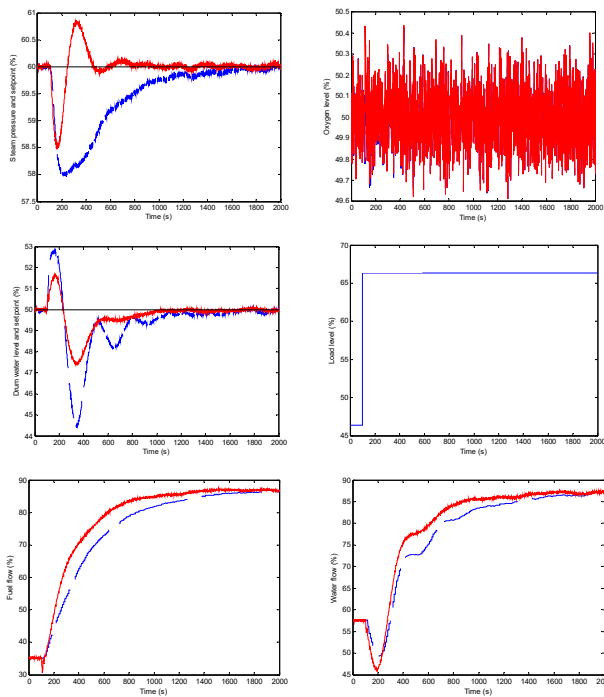 Steam pressure and setpoint (%)
61
60.5
60
59.5
59
58.5
58
57.5
0 200 400 600 800 1000 1200 1400 1600 1800 2000
Time (s)
Oxygen level (%)
50.5
50.4
50.3
50.2
50.1
50
49.9
49.8
49.7
49.6
0 200 400 600 800 1000 1200 1400 1600 1800 2000
Time (s)
Drum water level and setpoint (%)
53
52
51
50
49
48
47
46
45
44
0 200 400 600 800 1000 1200 1400 1600 1800 2000
Time (s)
Load level (%)
70
65
60
55
50
45
0 200 400 600 800 1000 1200 1400 1600 1800 2000
Time (s)
Fuel flow (%)
90
80
70
60
50
40
30
0 200 400 600 800 1000 1200 1400 1600 1800 2000
Time (s)
Water flow (%)
90
85
80
75
70
65
60
55
50
45
0 200 400 600 800 1000 1200 1400 1600 1800 200
Time (s)